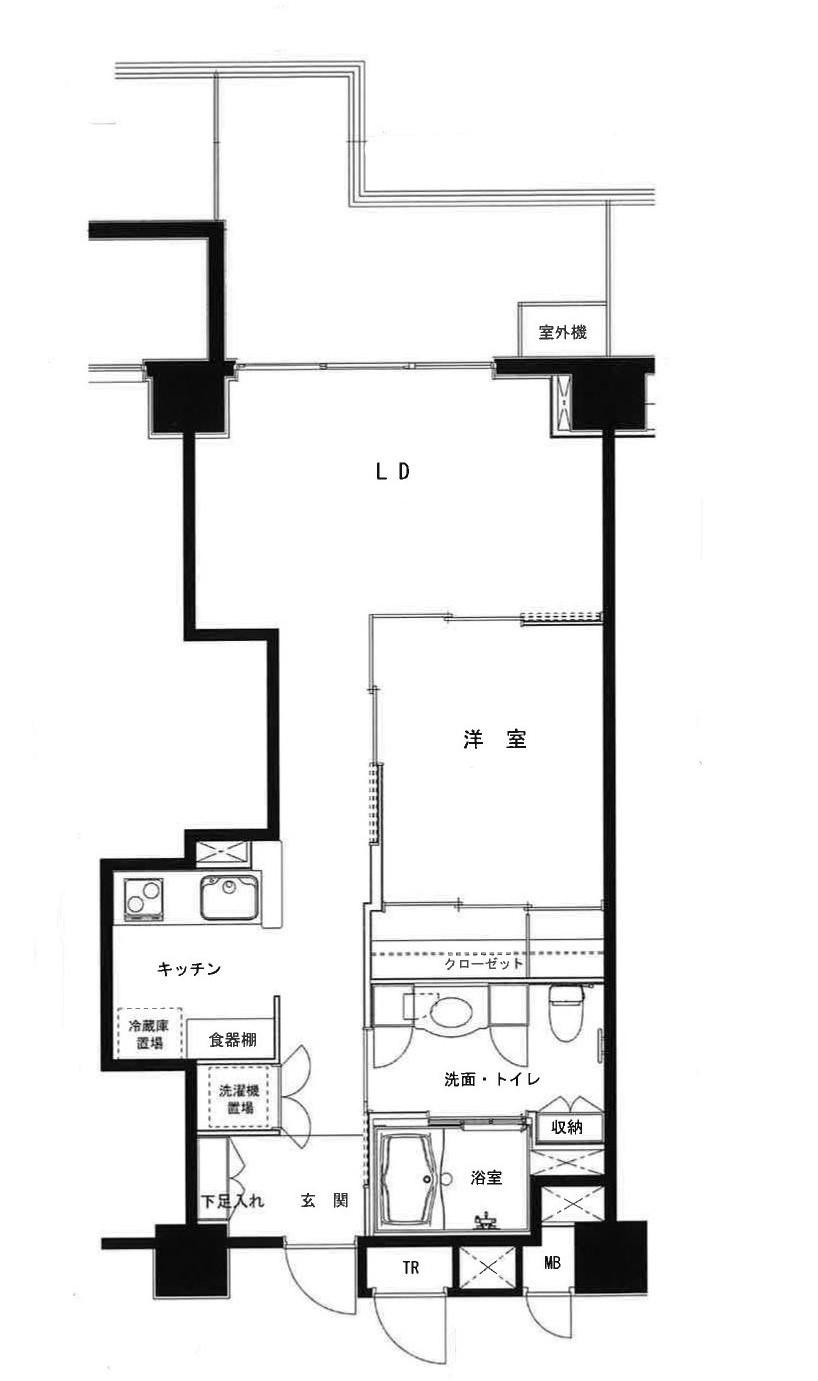 室外機
LD
洋 室
クローゼット
キッチン
冷蔵庫
置場
食器棚
洗面・トイレ
洗濯機
置場
収納
浴室
下足入れ
玄 関
TR
MB